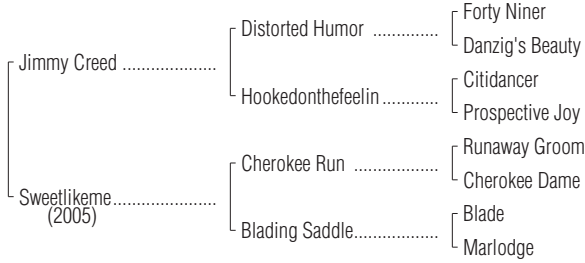 Forty Niner
Distorted Humor ..............
Danzig's Beauty
Jimmy Creed ....................
Citidancer
Hookedonthefeelin ............
Prospective Joy
Runaway Groom
Cherokee Run ..................
Cherokee Dame
Sweetlikeme......................
(2005)
Blade
Blading Saddle..................
Marlodge